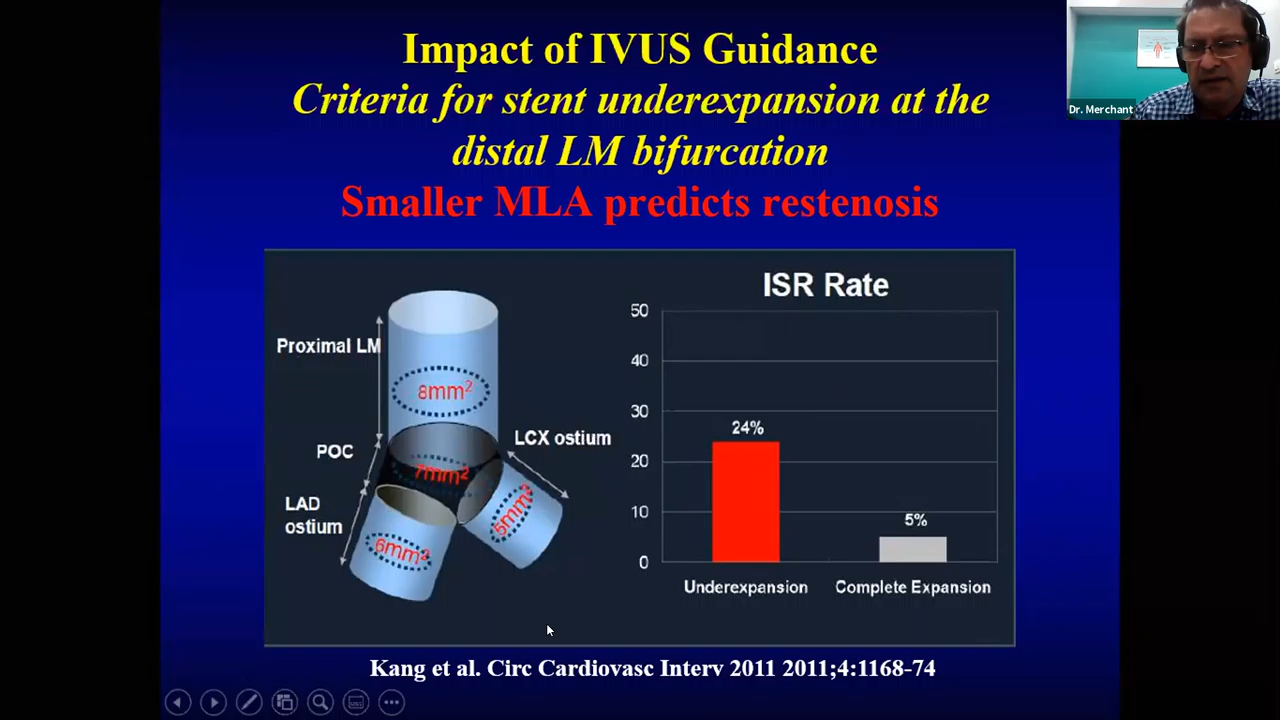 Impact of IVUS Guidance
Criteria for stent underexpansion at the
distal LM bifurcation
Smaller MLA predicts restenosis
Dr. Merchant
Proximal LM
8mm²
POC
7mm²
LCX ostium
5mm²
LAD
ostium
6mm²
ISR Rate
50
40
30
20
10
0
24%
5%
Underexpansion
Complete Expansion
Kang et al. Circ Cardiovasc Interv 2011 2011;4:1168-74